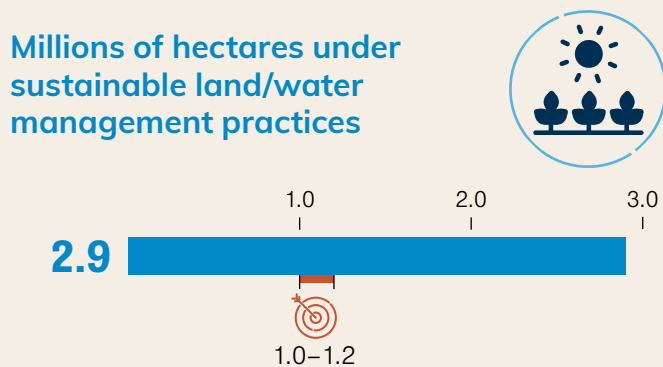 Millions of hectares under
sustainable land/water
management practices
1.0
2.0
3.0
2.9
1.0–1.2